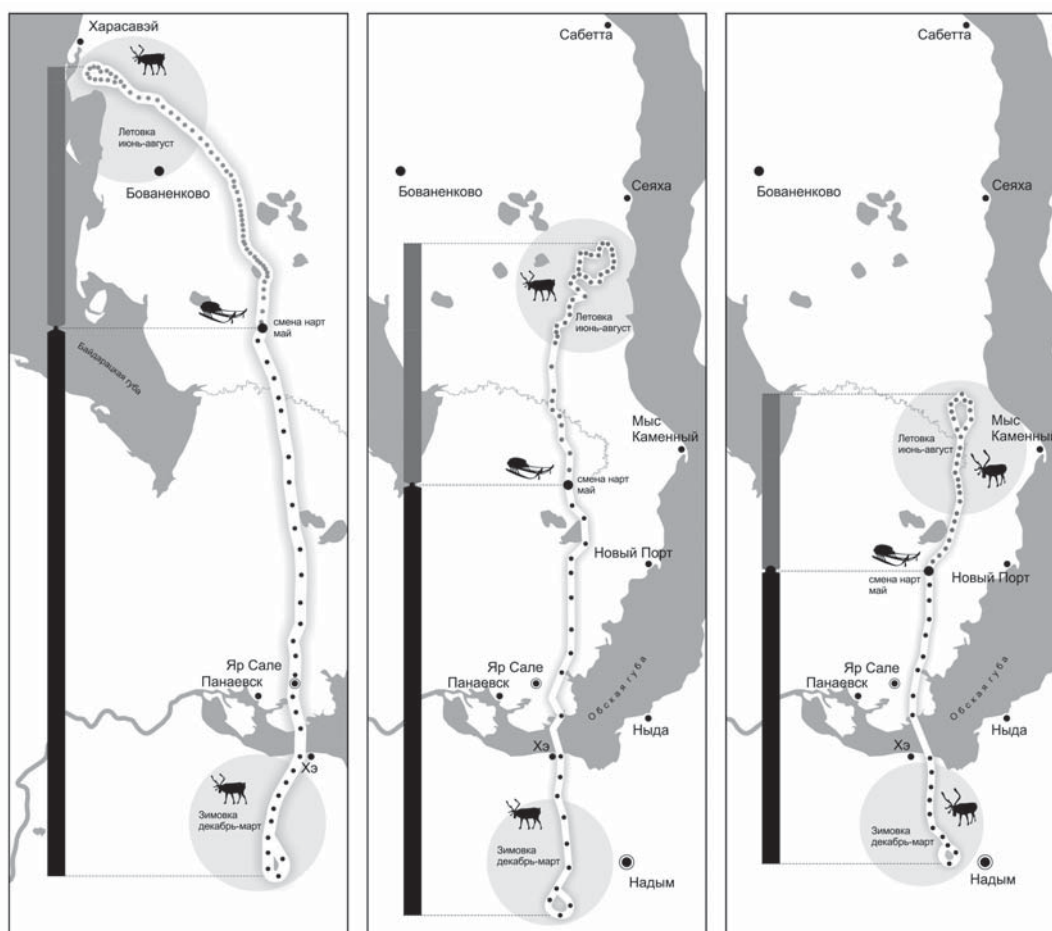 Харасавэй
Летовка
июнь-август
Бованенково
смена нарт
май
Байдарацкая губа
Яр Сале
Панаевск
Хэ
Зимовка
декабрь-март
Сабетта
Бованенково
Сеяха
Летовка
июнь-август
Мыс
Каменный
смена нарт
май
Новый Порт
Яр Сале
Панаевск
Обская губа
Ныда
Хэ
Зимовка
декабрь-март
Надым
Сабетта
Бованенково
Сеяха
Мыс
Каменный
Летовка
июнь-август
смена нарт
май
Новый Порт
Яр Сале
Панаевск
Обская губа
Ныда
Хэ
Зимовка
декабрь-март
Надым